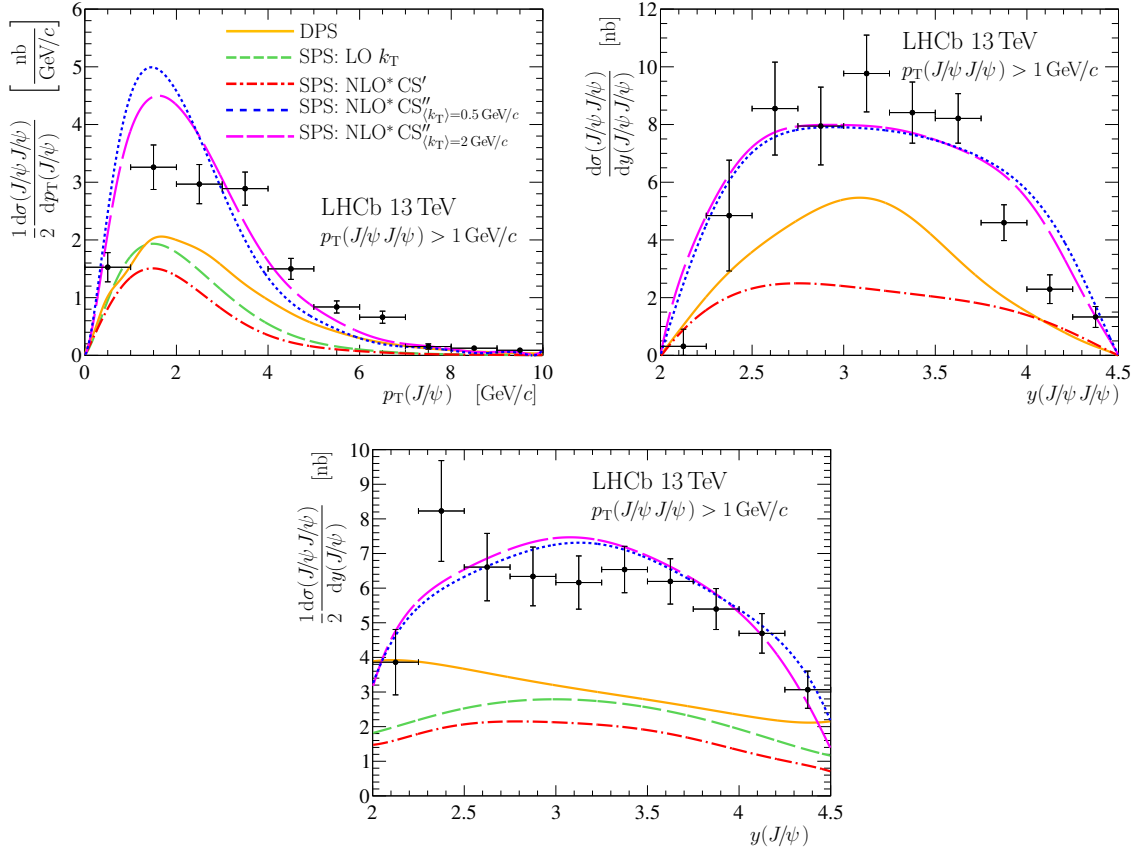 1/2 dσ(J/ψ J/ψ)/dp_T(J/ψ) [nb/GeV/c]
6
5
4
3
2
1
0
DPS
SPS: LO k_T
SPS: NLO* CS′
SPS: NLO* CS″ ⟨k_T⟩=0.5 GeV/c
SPS: NLO* CS″ ⟨k_T⟩=2 GeV/c
LHCb 13 TeV
p_T(J/ψ J/ψ) > 1 GeV/c
0 2 4 6 8 10
p_T(J/ψ) [GeV/c]
dσ(J/ψ J/ψ)/dy(J/ψ J/ψ) [nb]
12
10
8
6
4
2
0
LHCb 13 TeV
p_T(J/ψ J/ψ) > 1 GeV/c
2 2.5 3 3.5 4 4.5
y(J/ψ J/ψ)
1/2 dσ(J/ψ J/ψ)/dy(J/ψ) [nb]
10
9
8
7
6
5
4
3
2
1
0
LHCb 13 TeV
p_T(J/ψ J/ψ) > 1 GeV/c
2 2.5 3 3.5 4 4.5
y(J/ψ)